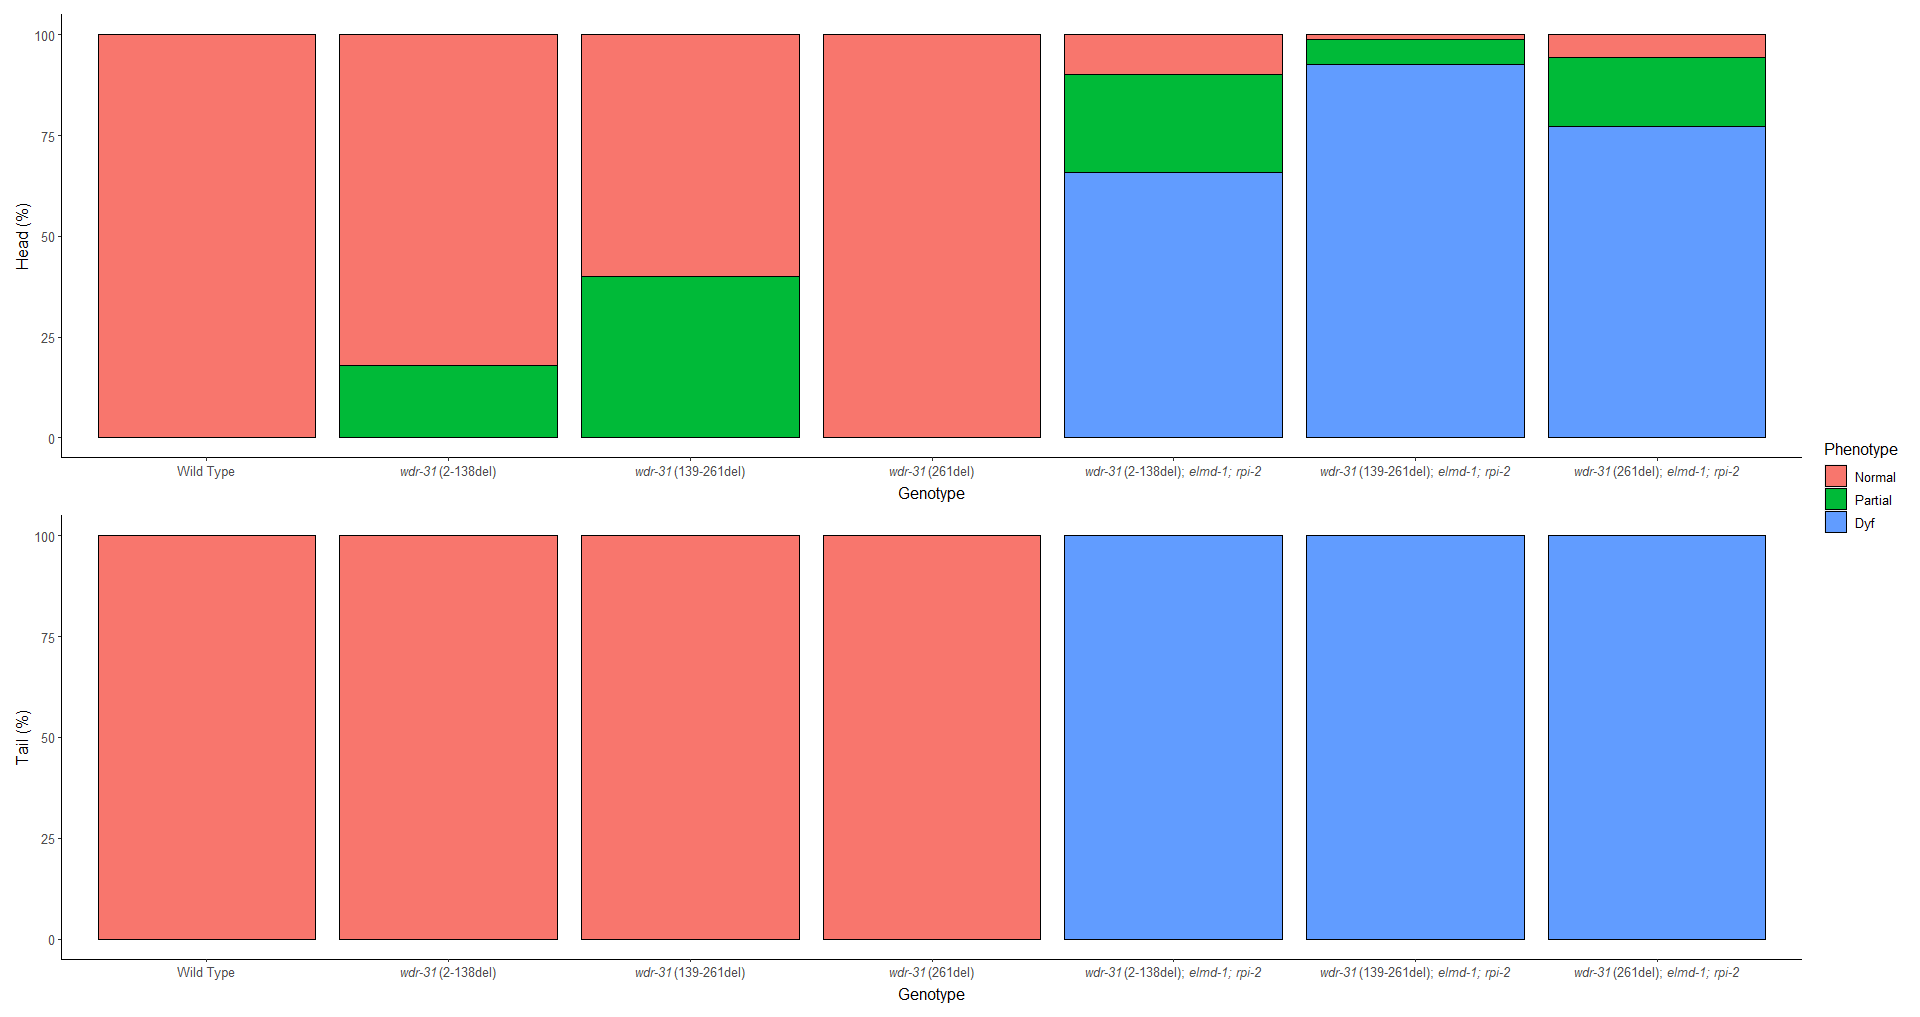 Head (%)
100
75
50
25
0
Wild Type
wdr-31(2-138del)
wdr-31(139-261del)
wdr-31(261del)
wdr-31(2-138del); elmd-1; rpi-2
wdr-31(139-261del); elmd-1; rpi-2
wdr-31(261del); elmd-1; rpi-2
Genotype
Phenotype
Normal
Partial
Dyf
Tail (%)
100
75
50
25
0
Wild Type
wdr-31(2-138del)
wdr-31(139-261del)
wdr-31(261del)
wdr-31(2-138del); elmd-1; rpi-2
wdr-31(139-261del); elmd-1; rpi-2
wdr-31(261del); elmd-1; rpi-2
Genotype